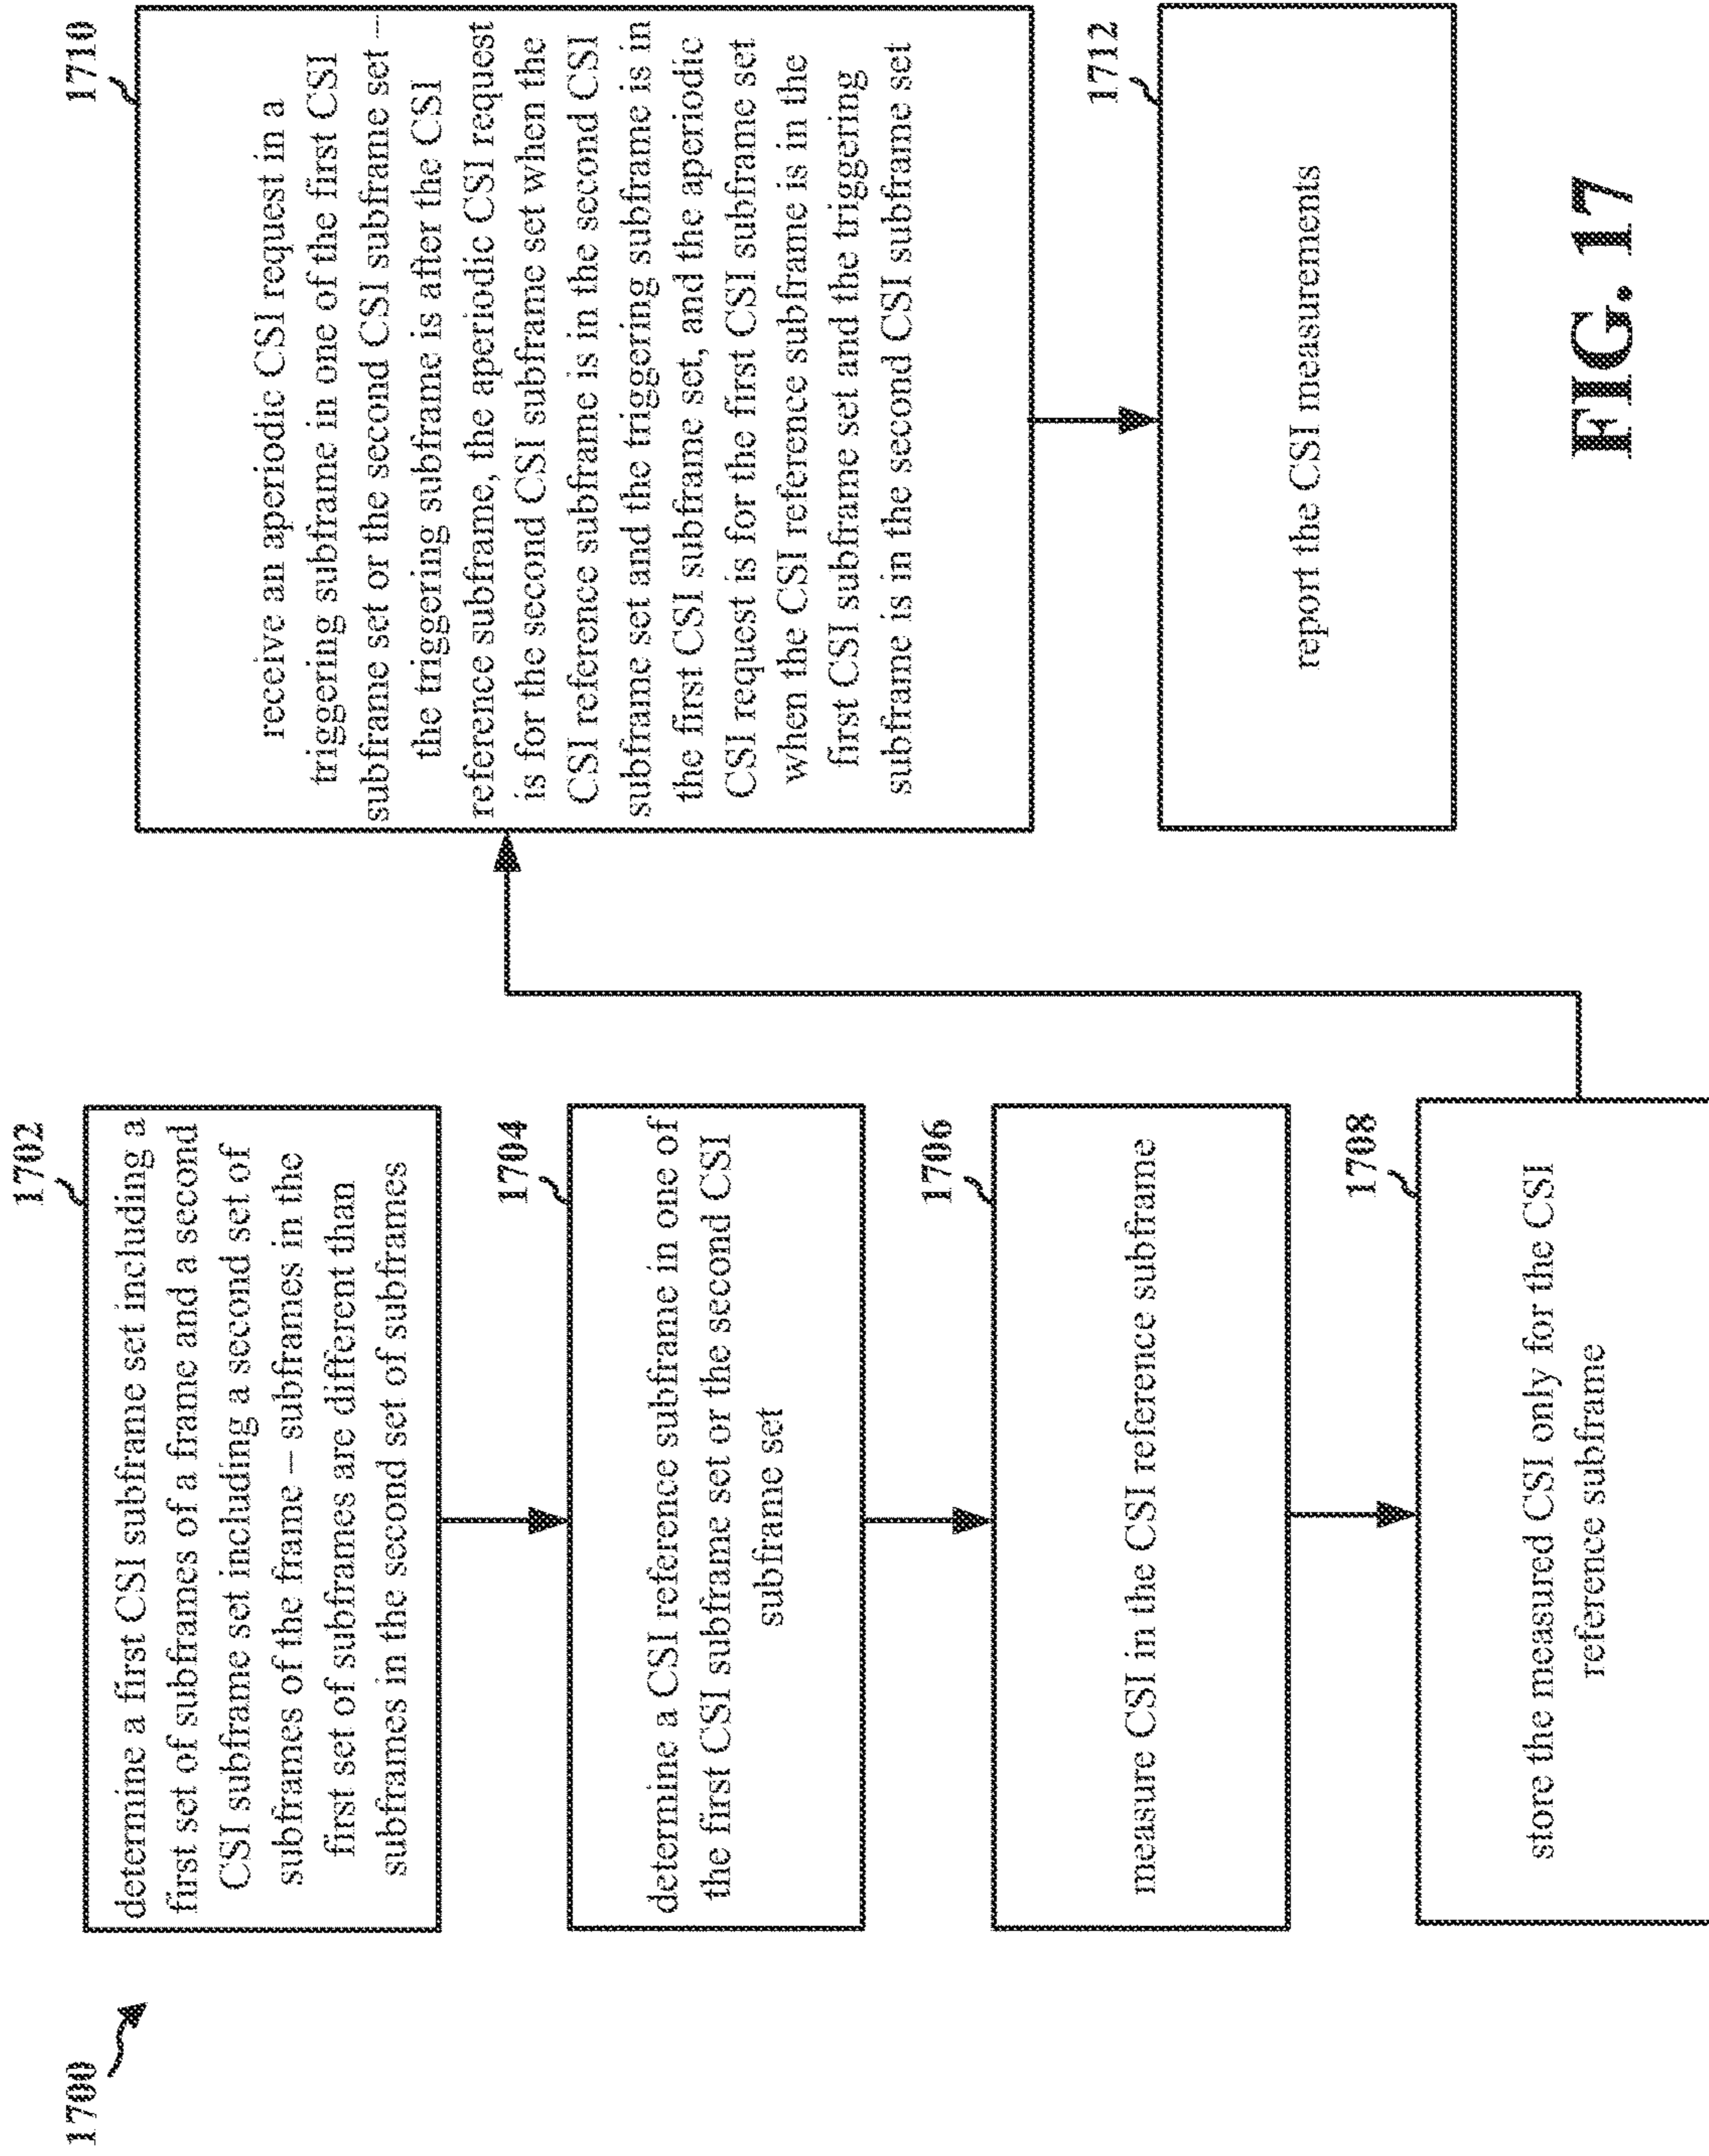 1700
1702
determine a first CSI subframe set including a
first set of subframes of a frame and a second
CSI subframe set including a second set of
subframes of the frame – subframes in the
first set of subframes are different than
subframes in the second set of subframes
1704
determine a CSI reference subframe in one of
the first CSI subframe set or the second CSI
subframe set
1706
measure CSI in the CSI reference subframe
1708
store the measured CSI only for the CSI
reference subframe
1710
receive an aperiodic CSI request in a
triggering subframe in one of the first CSI
subframe set or the second CSI subframe set –
the triggering subframe is after the CSI
reference subframe, the aperiodic CSI request
is for the second CSI subframe set when the
CSI reference subframe is in the second CSI
subframe set and the triggering subframe is in
the first CSI subframe set, and the aperiodic
CSI request is for the first CSI subframe set
when the CSI reference subframe is in the
first CSI subframe set and the triggering
subframe is in the second CSI subframe set
1712
report the CSI measurements
FIG. 17